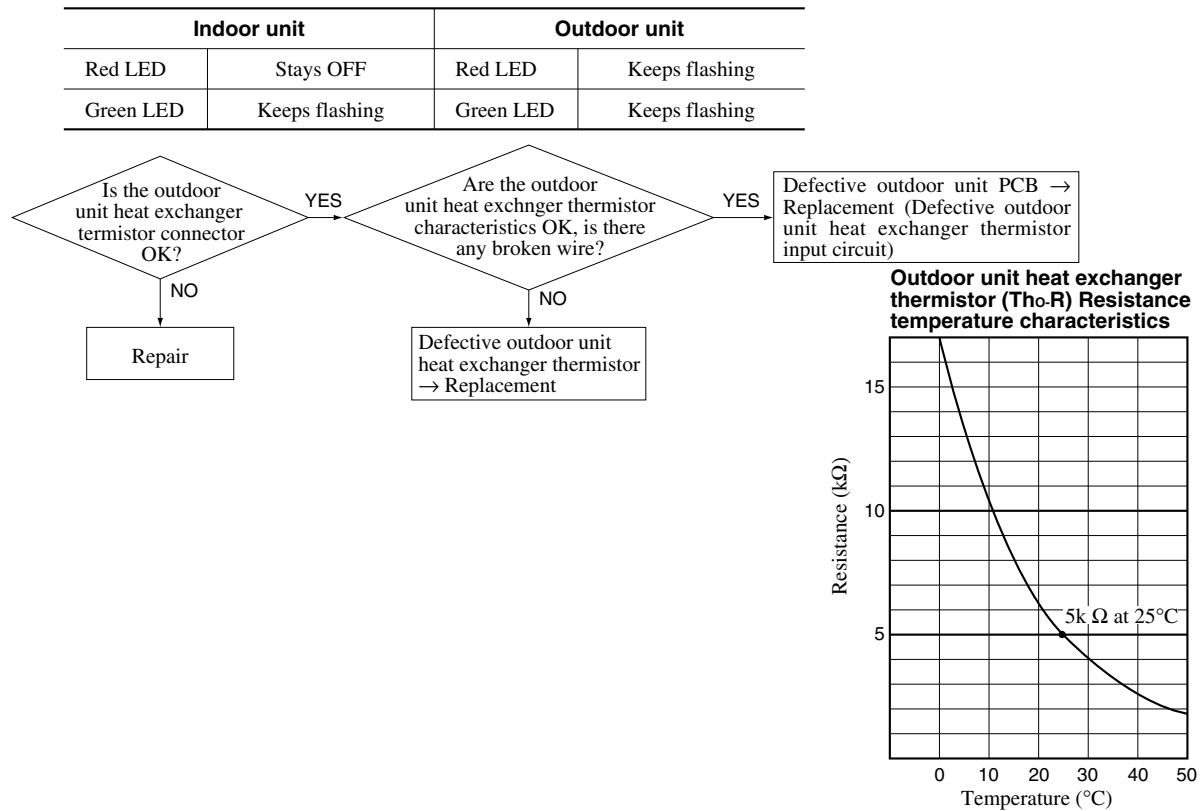 Indoor unit Outdoor unit
Red LED Stays OFF Red LED Keeps flashing
Green LED Keeps flashing Green LED Keeps flashing
Is the outdoor
unit heat exchanger
termistor connector
OK?
YES
NO
Repair
Are the outdoor
unit heat exchnger thermistor
characteristics OK, is there
any broken wire?
YES
NO
Defective outdoor unit
heat exchanger thermistor
→ Replacement
Defective outdoor unit PCB →
Replacement (Defective outdoor
unit heat exchanger thermistor
input circuit)
Outdoor unit heat exchanger
thermistor (Tho-R) Resistance
temperature characteristics
Resistance (kΩ)
15
10
5
5k Ω at 25°C
0 10 20 30 40 50
Temperature (°C)